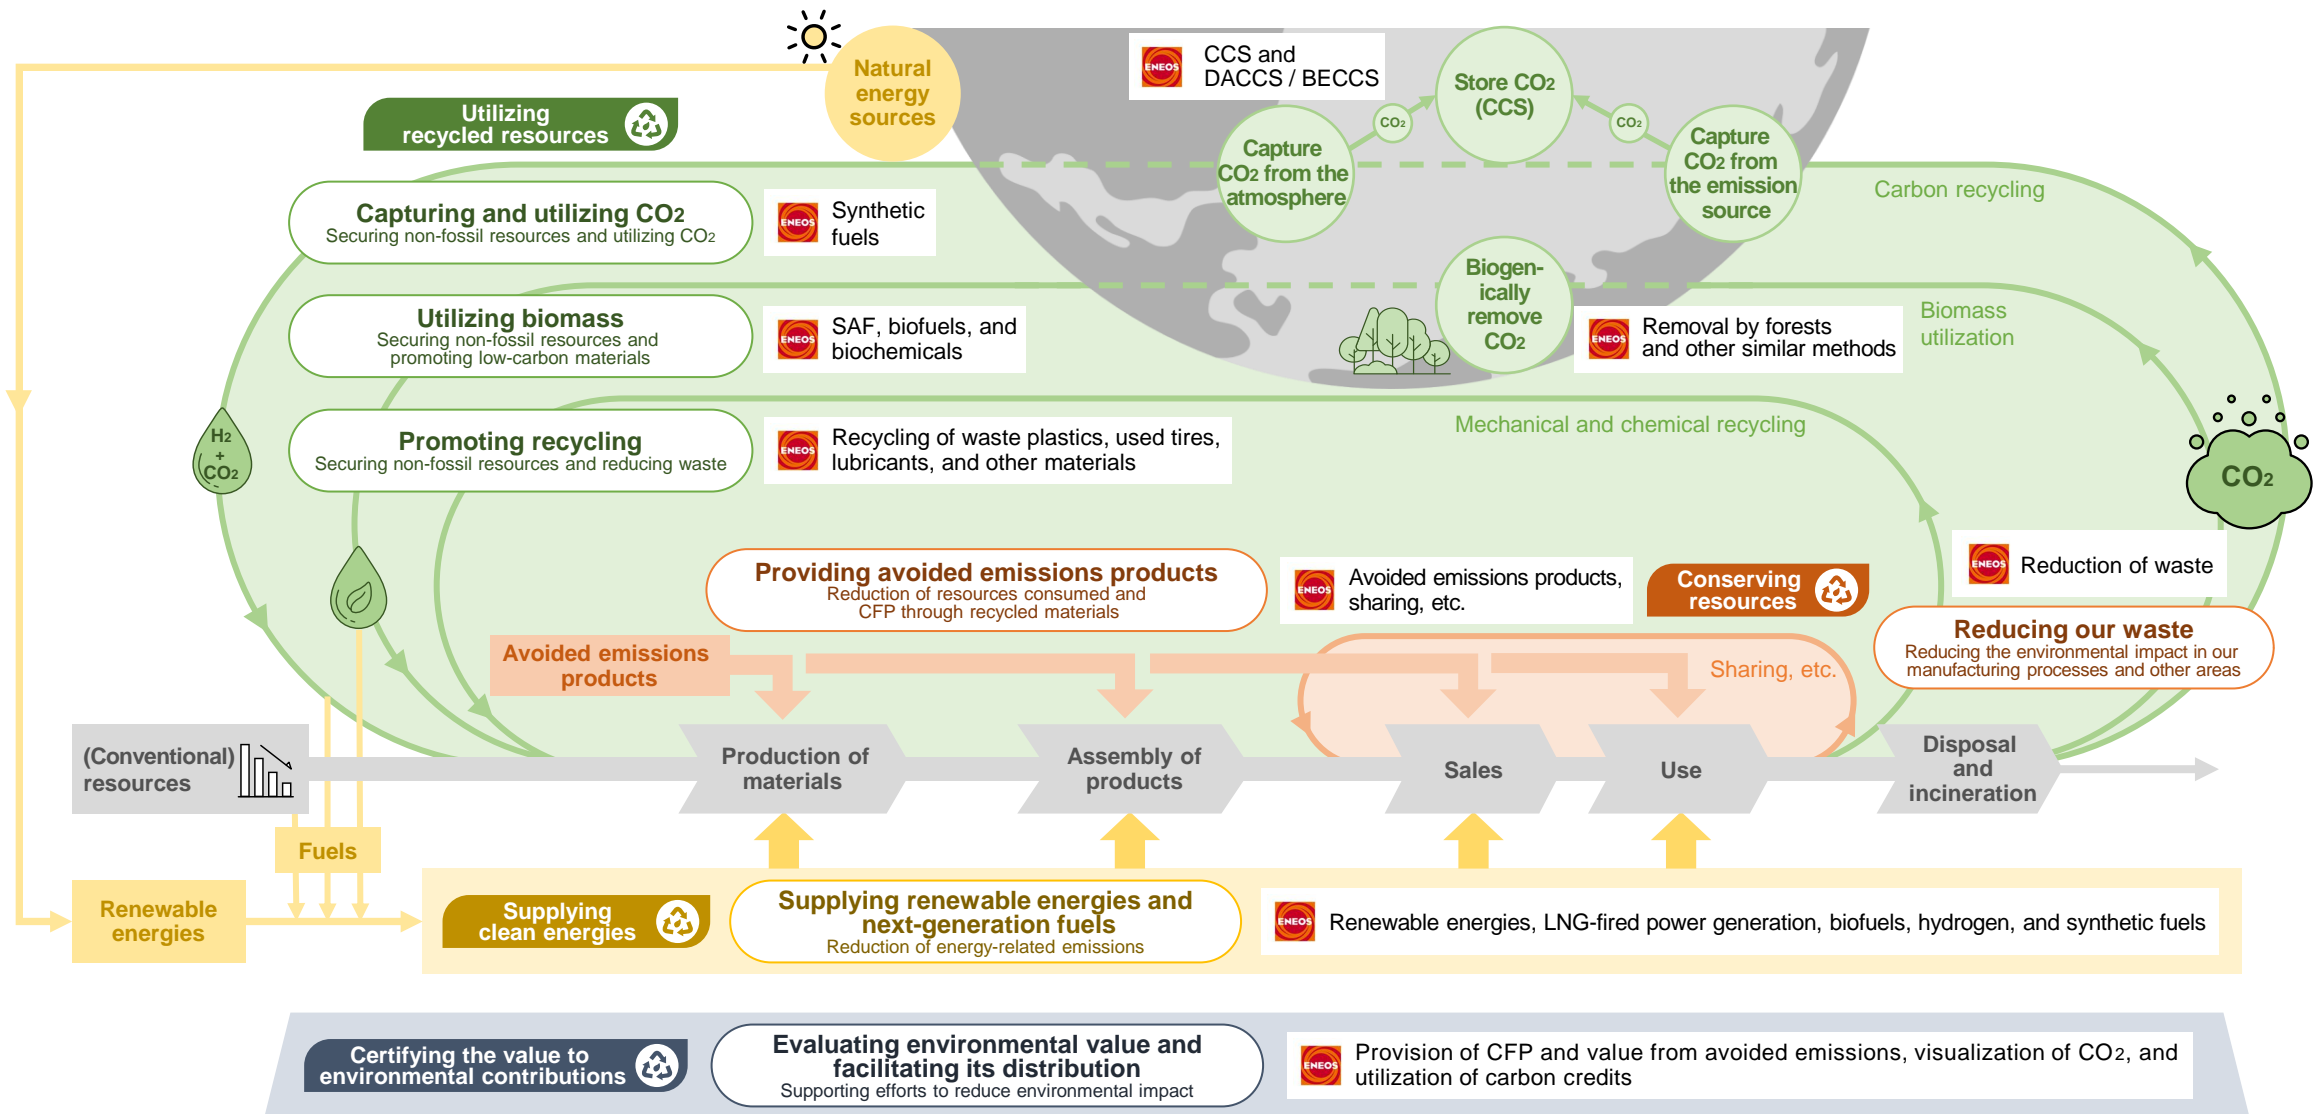 Natural
energy
sources
ENEOS
CCS and
DACCS / BECCS
Store CO2
(CCS)
CO2
CO2
Capture
CO2 from the
atmosphere
Capture
CO2 from
the emission
source
Utilizing
recycled resources
Carbon recycling
Capturing and utilizing CO2
Securing non-fossil resources and utilizing CO2
ENEOS
Synthetic
fuels
Biogen-
ically
remove
CO2
Utilizing biomass
Securing non-fossil resources and
promoting low-carbon materials
ENEOS
SAF, biofuels, and
biochemicals
ENEOS
Removal by forests
and other similar methods
Biomass
utilization
H2
+
CO2
Promoting recycling
Securing non-fossil resources and reducing waste
ENEOS
Recycling of waste plastics, used tires,
lubricants, and other materials
Mechanical and chemical recycling
CO2
Providing avoided emissions products
Reduction of resources consumed and
CFP through recycled materials
ENEOS
Avoided emissions products,
sharing, etc.
Conserving
resources
ENEOS
Reduction of waste
Reducing our waste
Reducing the environmental impact in our
manufacturing processes and other areas
Avoided emissions
products
Sharing, etc.
(Conventional)
resources
Production of
materials
Assembly of
products
Sales
Use
Disposal
and
incineration
Fuels
Renewable
energies
Supplying
clean energies
Supplying renewable energies and
next-generation fuels
Reduction of energy-related emissions
ENEOS
Renewable energies, LNG-fired power generation, biofuels, hydrogen, and synthetic fuels
Certifying the value to
environmental contributions
Evaluating environmental value and
facilitating its distribution
Supporting efforts to reduce environmental impact
ENEOS
Provision of CFP and value from avoided emissions, visualization of CO2, and
utilization of carbon credits